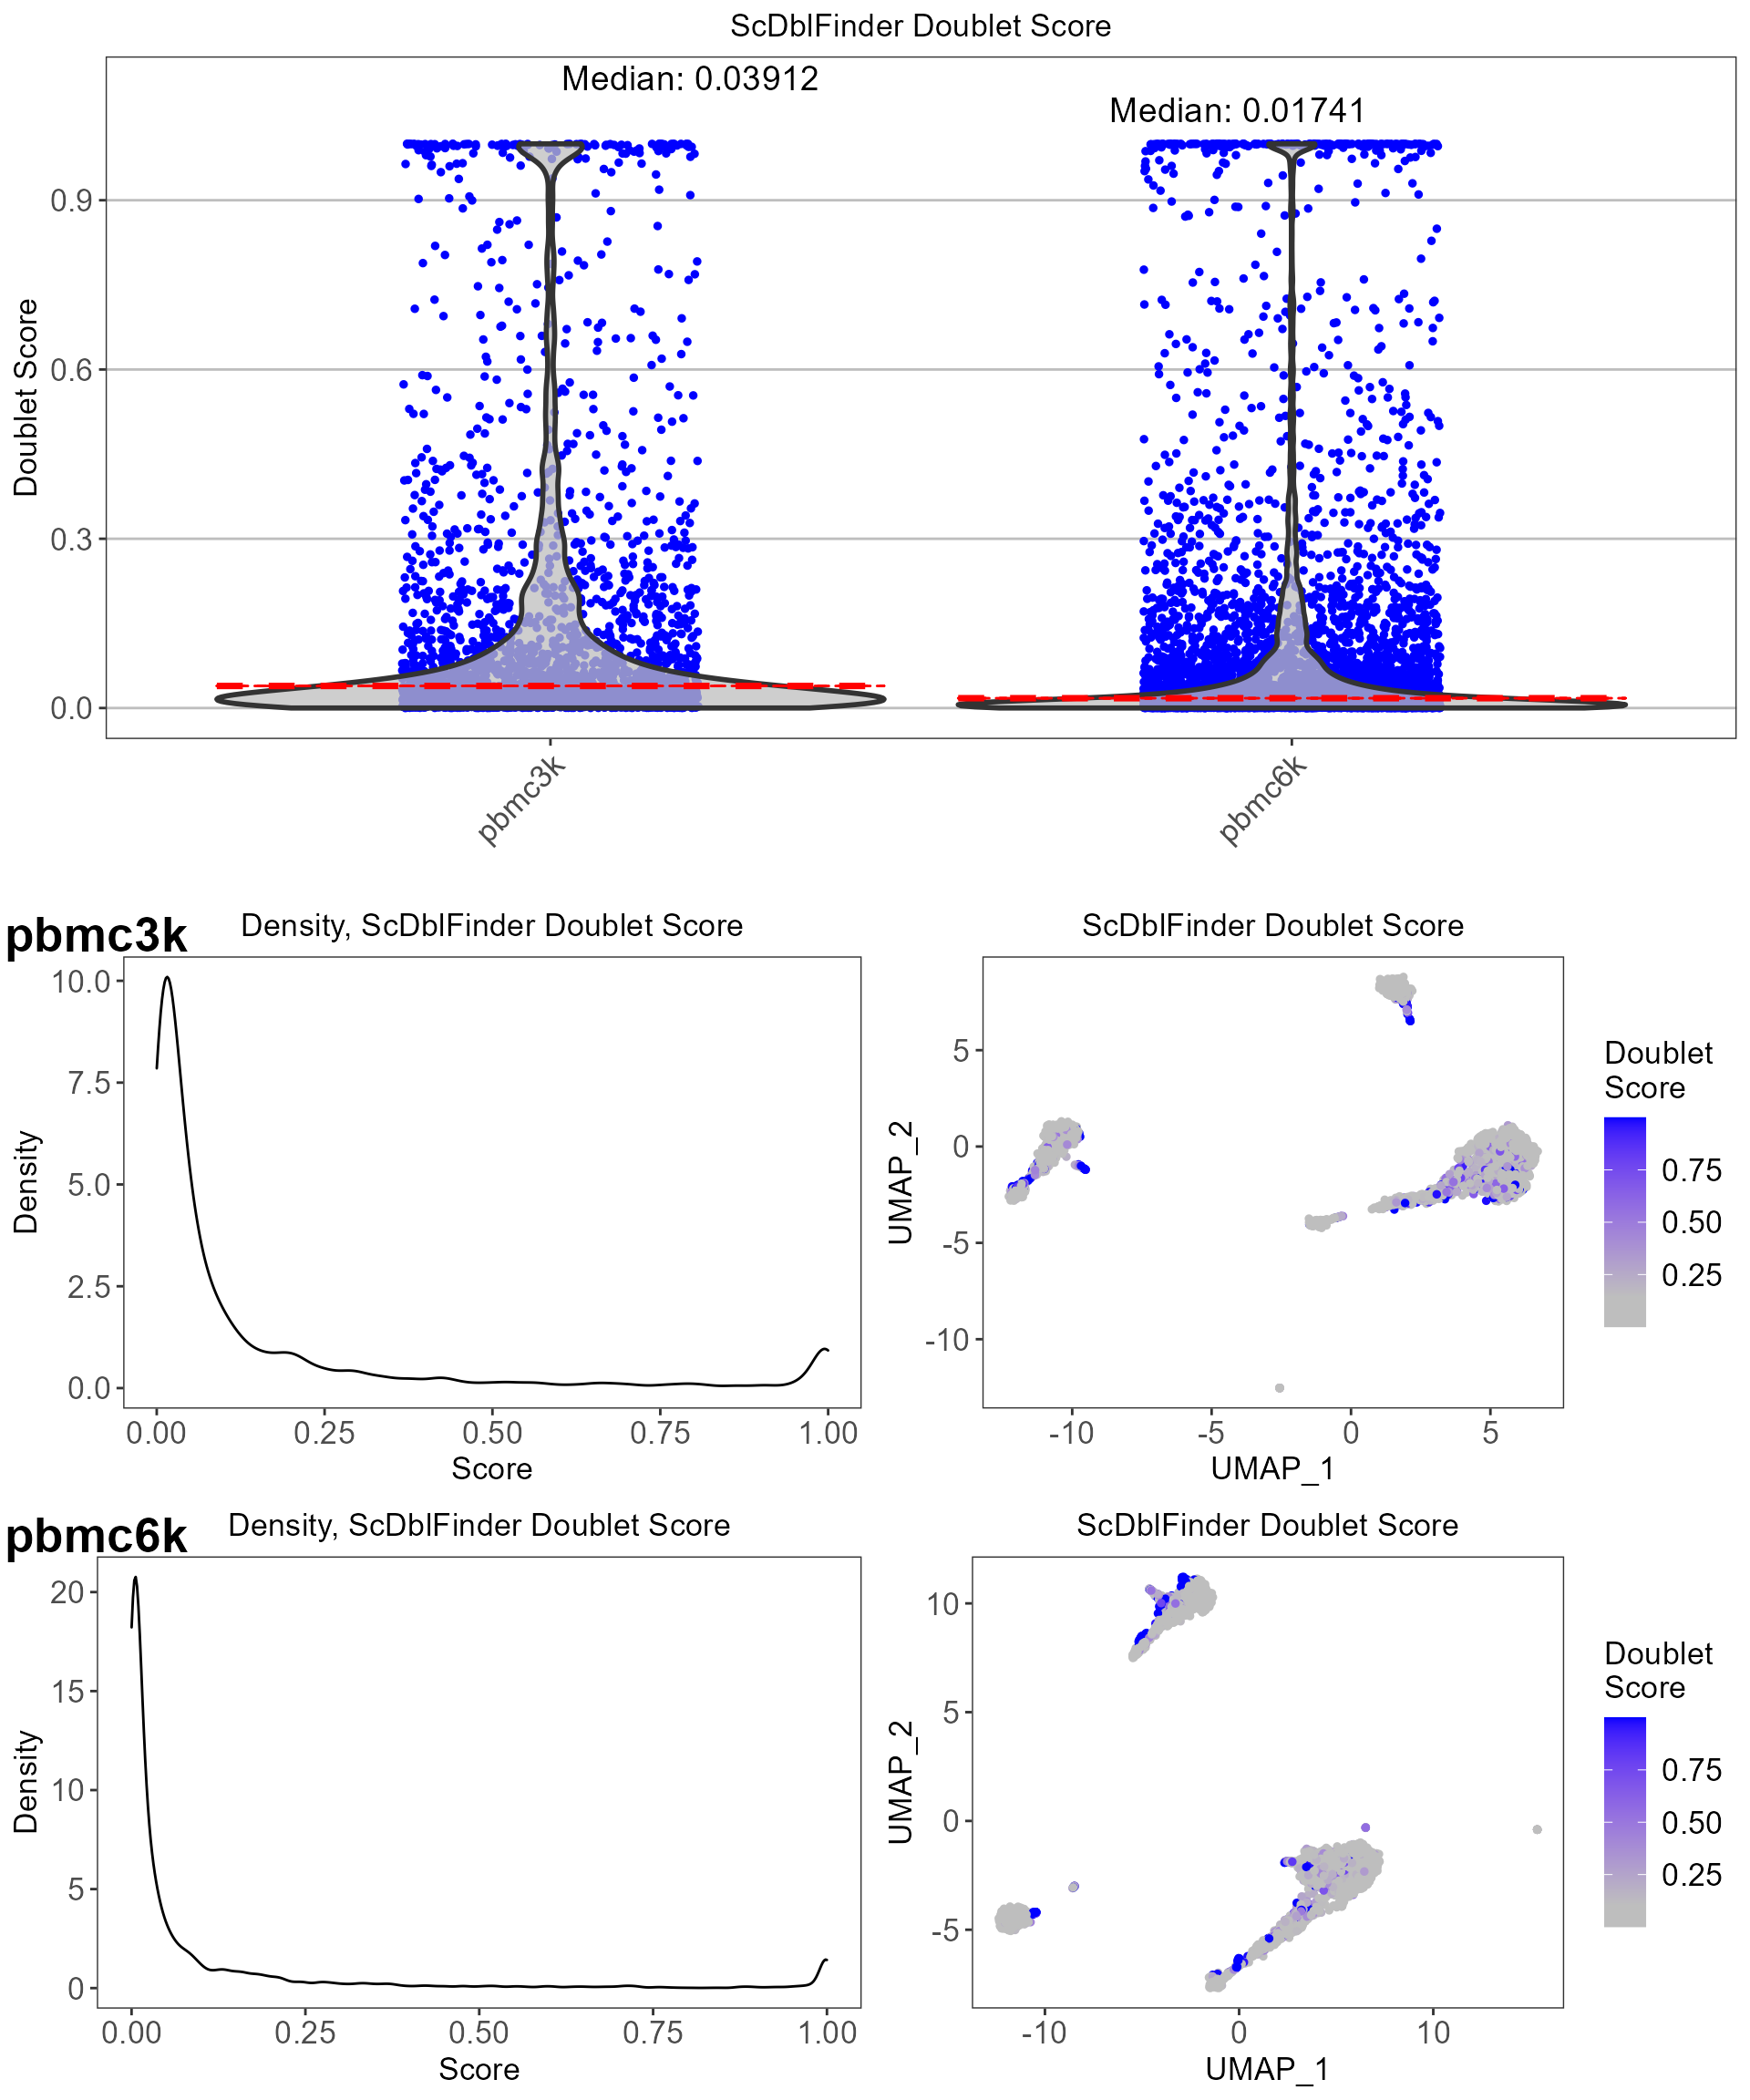 ScDblFinder Doublet Score
Median: 0.03912
Median: 0.01741
Doublet Score
0.9
0.6
0.3
0.0
pbmc3k
pbmc6k
pbmc3k
Density, ScDblFinder Doublet Score
Density
10.0
7.5
5.0
2.5
0.0
0.00 0.25 0.50 0.75 1.00
Score
ScDblFinder Doublet Score
UMAP_2
5
0
-5
-10
-10 -5 0 5
UMAP_1
Doublet
Score
0.75
0.50
0.25
pbmc6k
Density, ScDblFinder Doublet Score
Density
20
15
10
5
0
0.00 0.25 0.50 0.75 1.00
Score
ScDblFinder Doublet Score
UMAP_2
10
5
0
-5
-10 0 10
UMAP_1
Doublet
Score
0.75
0.50
0.25